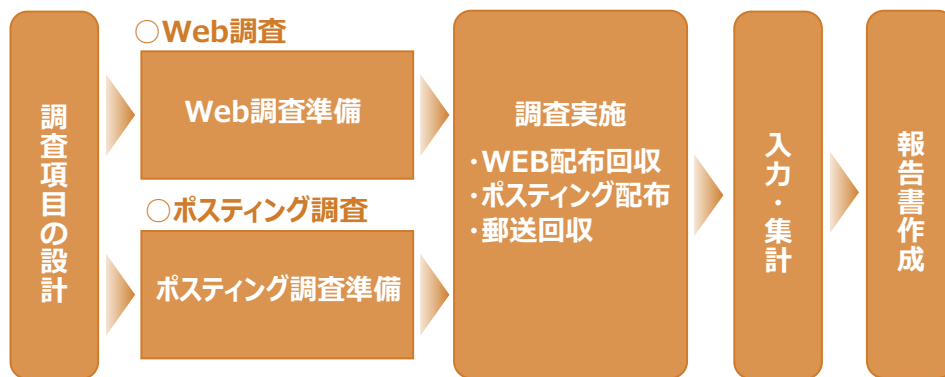 調査項目の設計
○Web調査
Web調査準備
○ポスティング調査
ポスティング調査準備
調査実施
・WEB配布回収
・ポスティング配布
・郵送回収
入力・集計
報告書作成